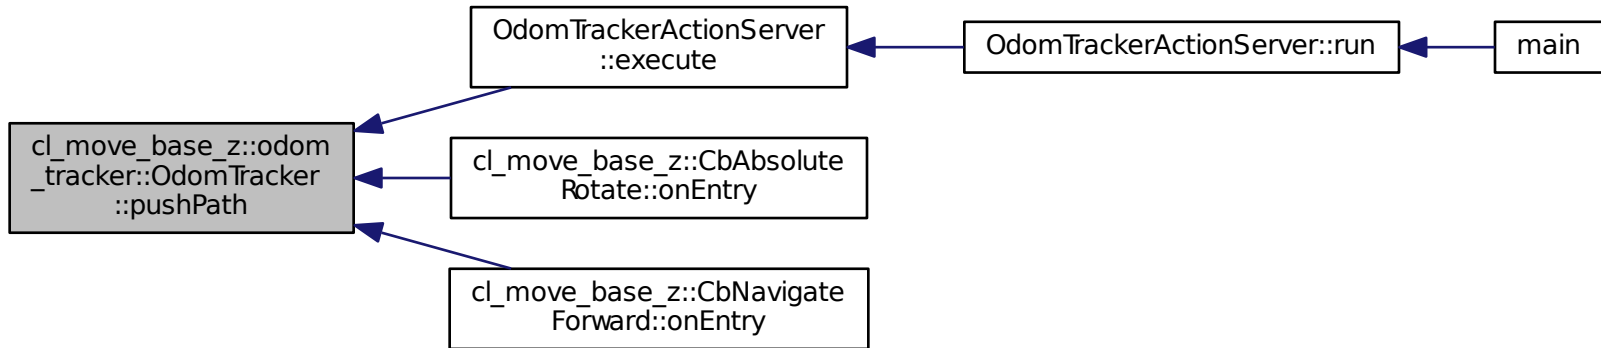 OdomTrackerActionServer
::execute
OdomTrackerActionServer::run
main
cl_move_base_z::odom
_tracker::OdomTracker
::pushPath
cl_move_base_z::CbAbsolute
Rotate::onEntry
cl_move_base_z::CbNavigate
Forward::onEntry